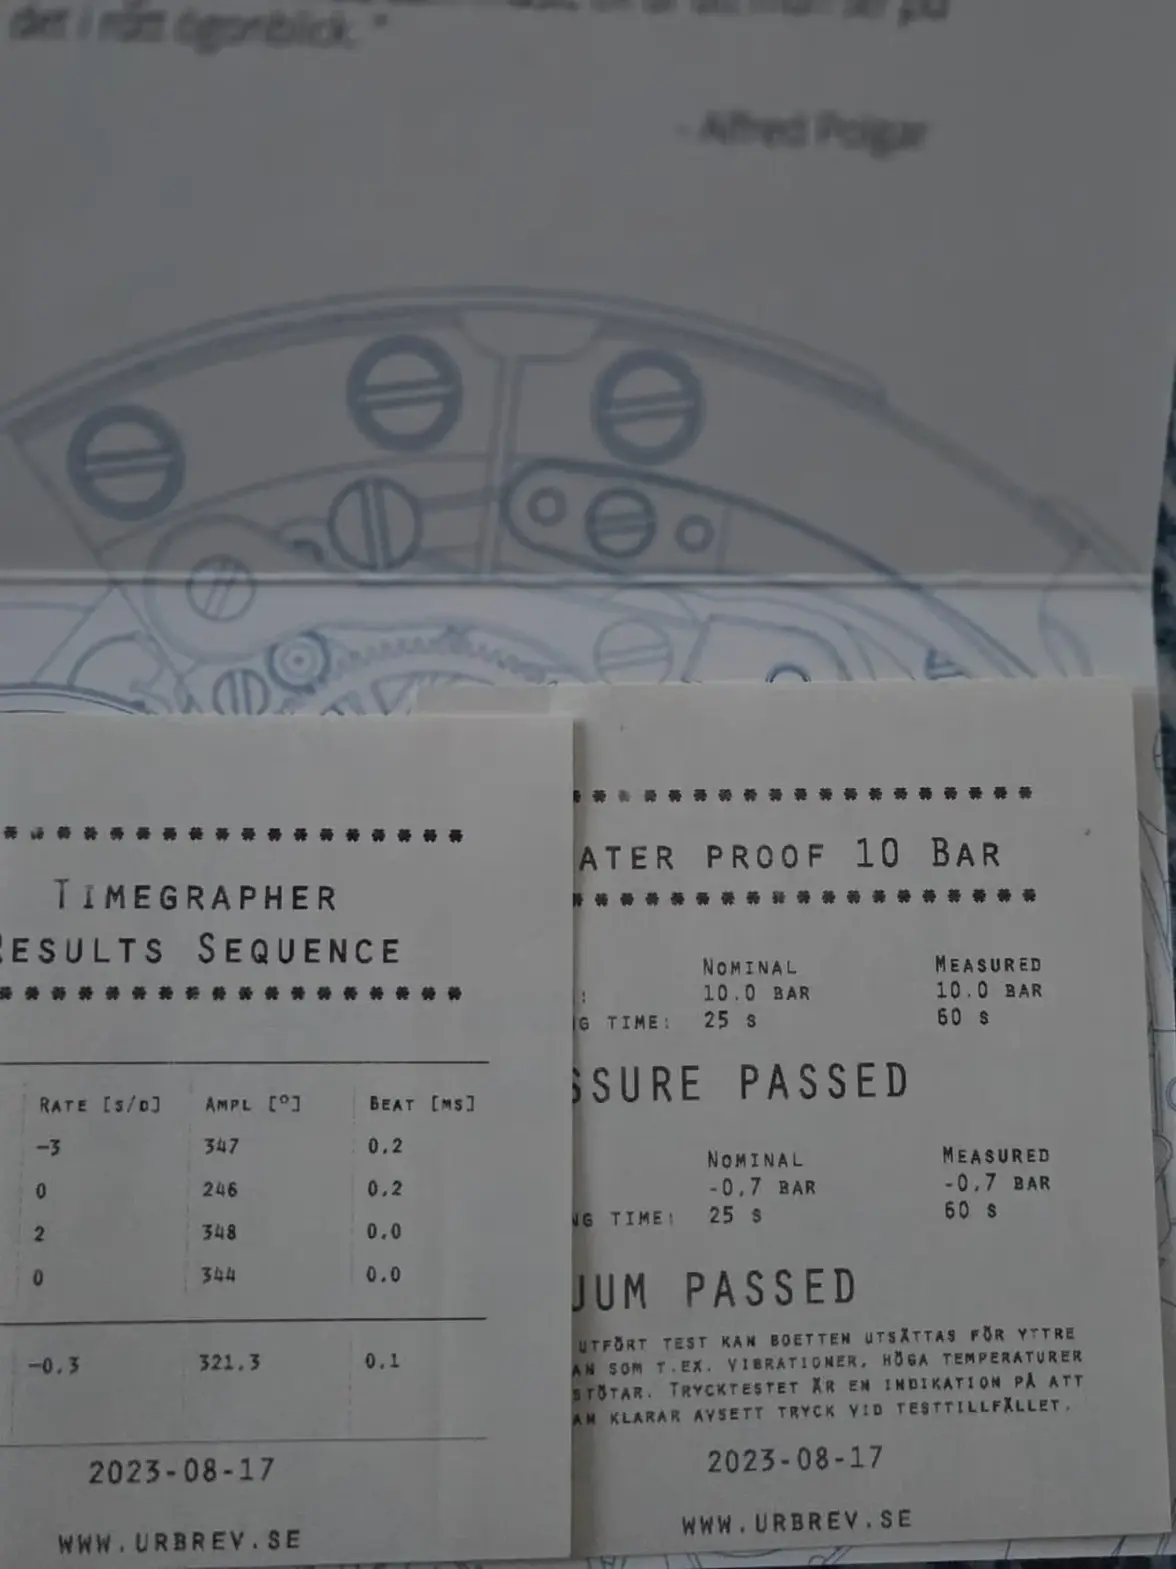 det i rätt ögonblick."
- Alfred Polgar
TIMEGRAPHER
RESULTS SEQUENCE
RATE [S/D] AMPL [°] BEAT [MS]
-3 347 0.2
0 246 0.2
2 348 0.0
0 344 0.0
-0.3 321.3 0.1
2023-08-17
WWW.URBREV.SE
ATER PROOF 10 BAR
NOMINAL MEASURED
: 10.0 BAR 10.0 BAR
G TIME: 25 S 60 S
SSURE PASSED
NOMINAL MEASURED
-0.7 BAR -0.7 BAR
NG TIME: 25 S 60 S
UUM PASSED
UTFÖRT TEST KAN BOETTEN UTSÄTTAS FÖR YTTRE
AN SOM T.EX. VIBRATIONER, HÖGA TEMPERATURER
STÖTAR. TRYCKTESTET ÄR EN INDIKATION PÅ ATT
AN KLARAR AVSETT TRYCK VID TESTTILLFÄLLET.
2023-08-17
WWW.URBREV.SE